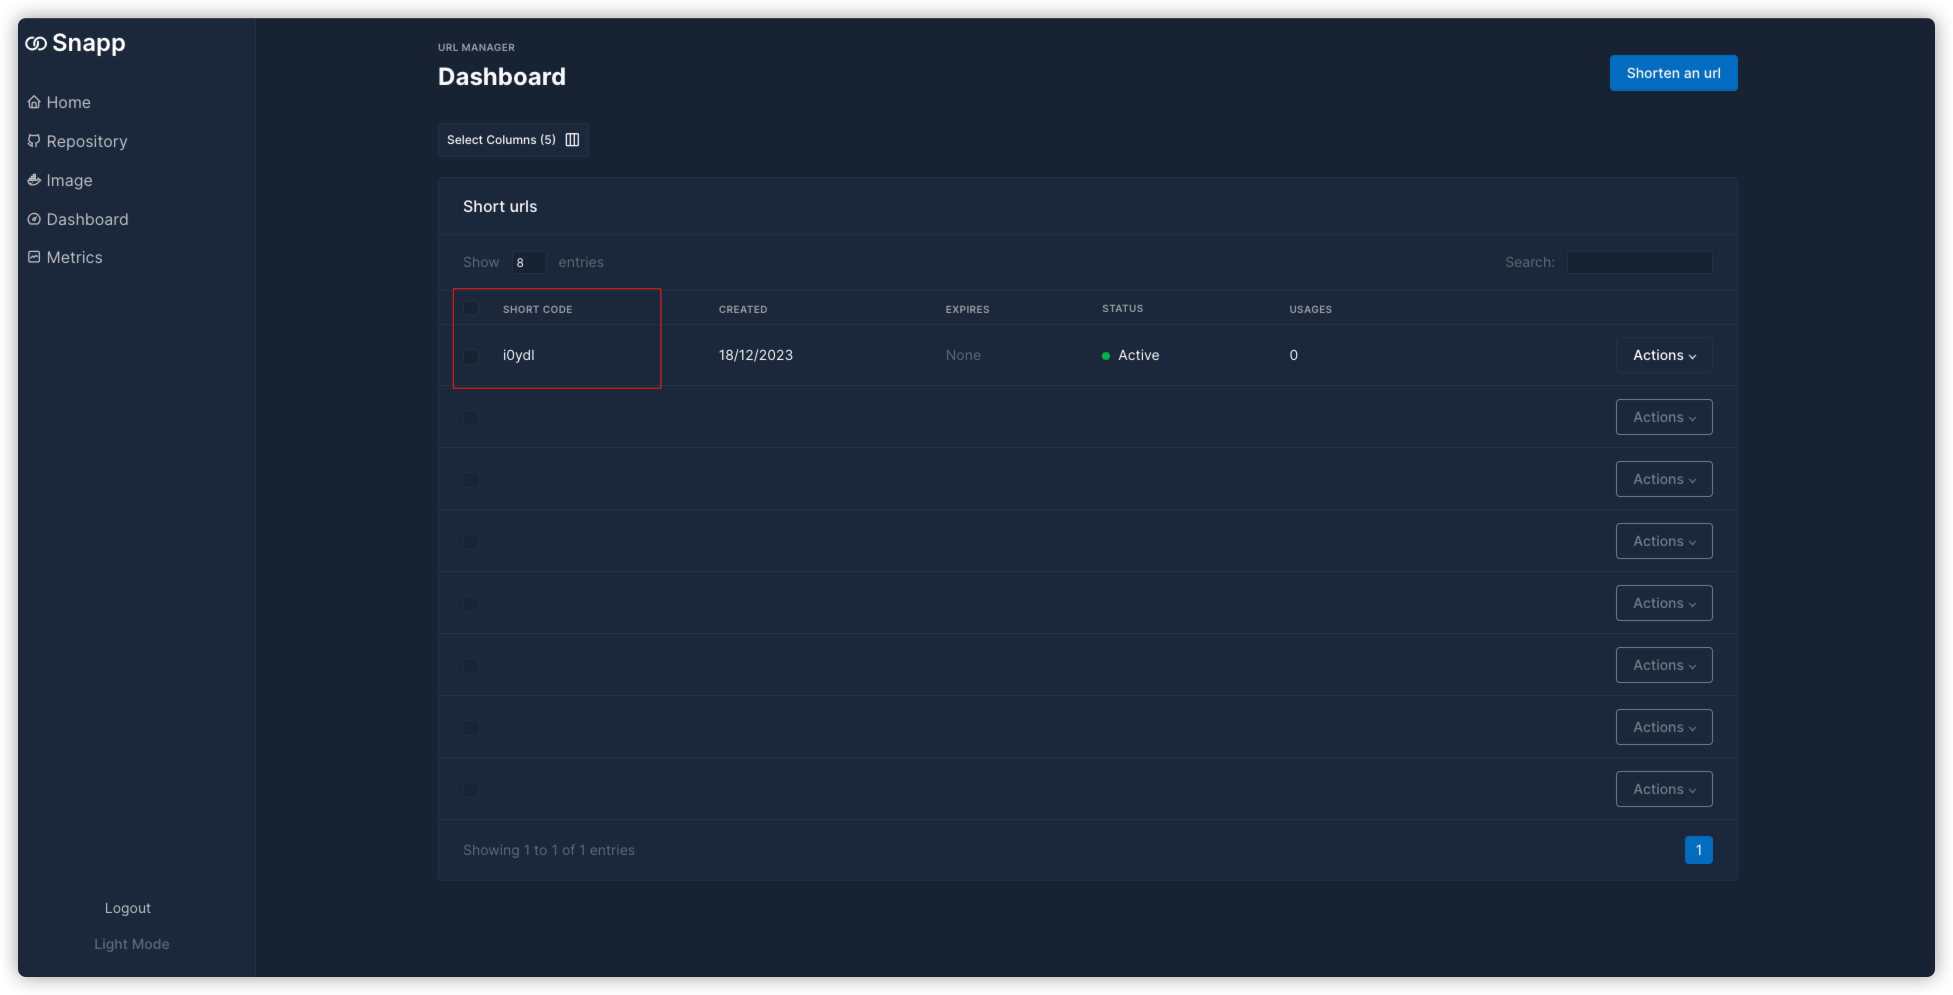 Snapp
Home
Repository
Image
Dashboard
Metrics
Logout
Light Mode
URL MANAGER
Dashboard
Shorten an url
Select Columns (5)
Short urls
Show 8 entries
Search:
SHORT CODE CREATED EXPIRES STATUS USAGES
i0ydl 18/12/2023 None Active 0 Actions
Actions
Actions
Actions
Actions
Actions
Actions
Actions
Showing 1 to 1 of 1 entries
1